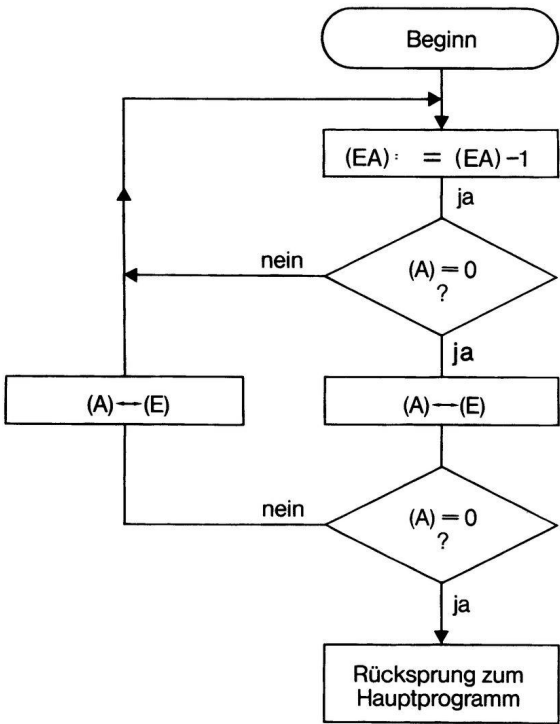 Beginn
(EA) : = (EA) -1
ja
nein
(A) = 0
?
ja
(A) ↔ (E)
(A) ↔ (E)
nein
(A) = 0
?
ja
Rücksprung zum
Hauptprogramm